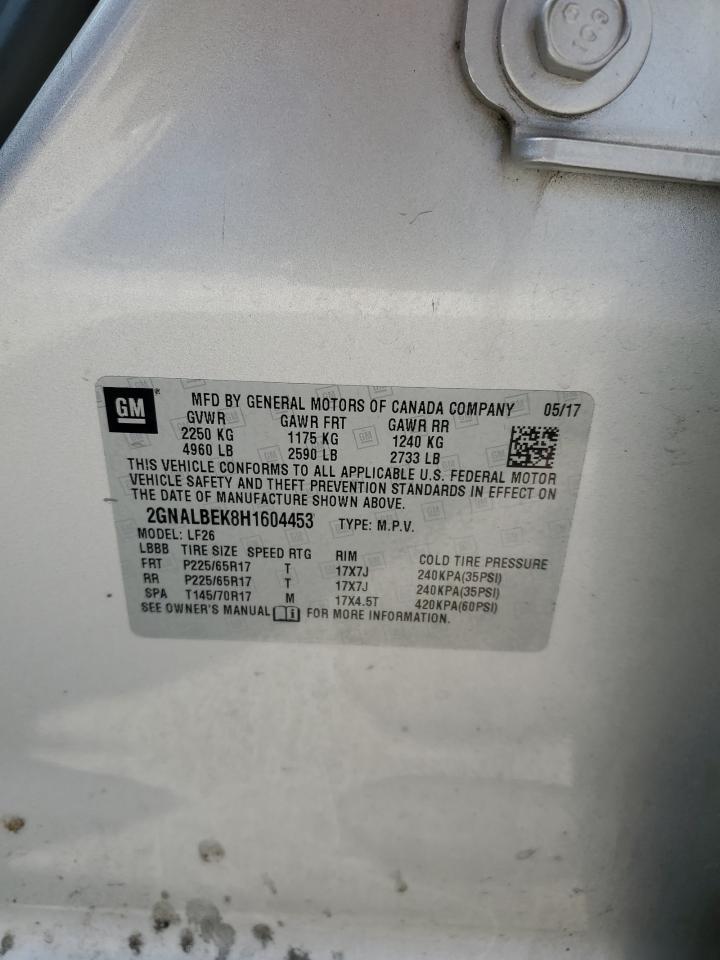 GM
MFD BY GENERAL MOTORS OF CANADA COMPANY 05/17
GVWR GAWR FRT GAWR RR
2250 KG 1175 KG 1240 KG
4960 LB 2590 LB 2733 LB
THIS VEHICLE CONFORMS TO ALL APPLICABLE U.S. FEDERAL MOTOR
VEHICLE SAFETY AND THEFT PREVENTION STANDARDS IN EFFECT ON
THE DATE OF MANUFACTURE SHOWN ABOVE.
2GNALBEK8H1604453 TYPE: M.P.V.
MODEL: LF26
LBBB TIRE SIZE SPEED RTG RIM COLD TIRE PRESSURE
FRT P225/65R17 T 17X7J 240KPA(35PSI)
RR P225/65R17 T 17X7J 240KPA(35PSI)
SPA T145/70R17 M 17X4.5T 420KPA(60PSI)
SEE OWNER'S MANUAL FOR MORE INFORMATION.